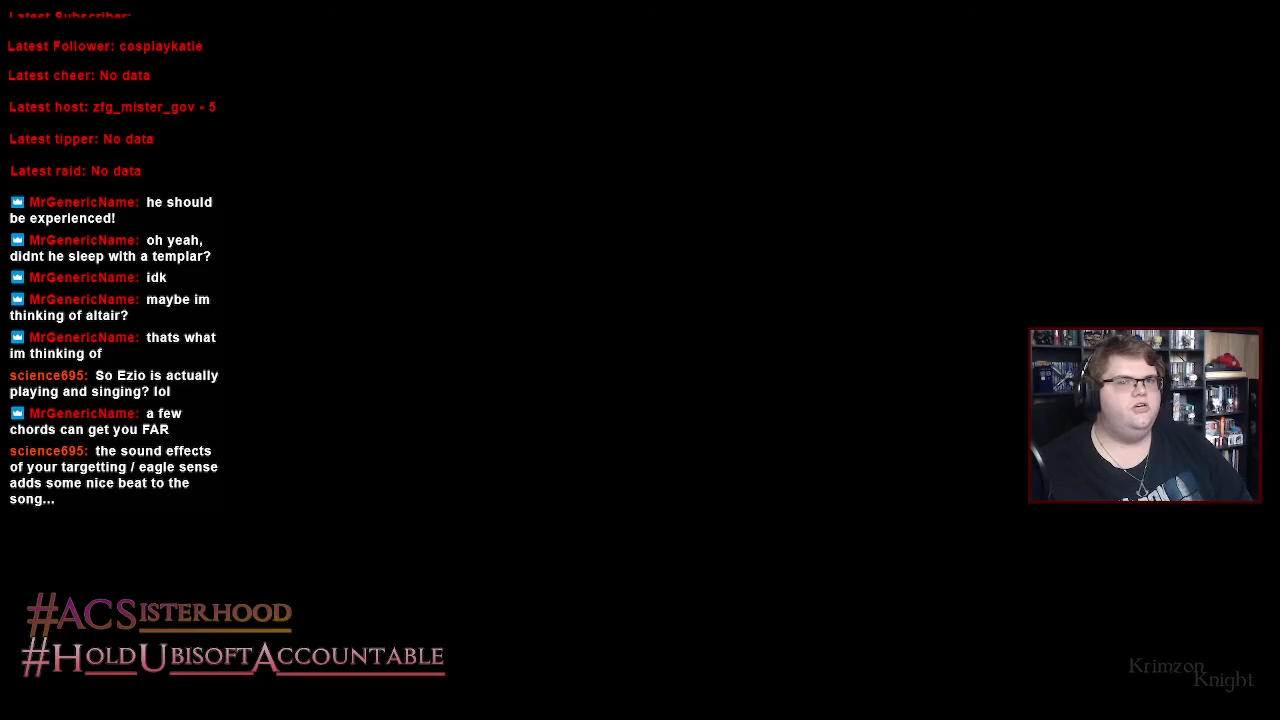 Latest Subscriber:
Latest Follower: cosplaykatie
Latest cheer: No data
Latest host: zfg_mister_gov - 5
Latest tipper: No data
Latest raid: No data
MrGenericName: he should
be experienced!
MrGenericName: oh yeah,
didnt he sleep with a templar?
MrGenericName: idk
MrGenericName: maybe im
thinking of altair?
MrGenericName: thats what
im thinking of
science695: So Ezio is actually
playing and singing? lol
MrGenericName: a few
chords can get you FAR
science695: the sound effects
of your targetting / eagle sense
adds some nice beat to the
song...
#ACSisterhood
#HoldUbisoftAccountable
Krimzon
Knight